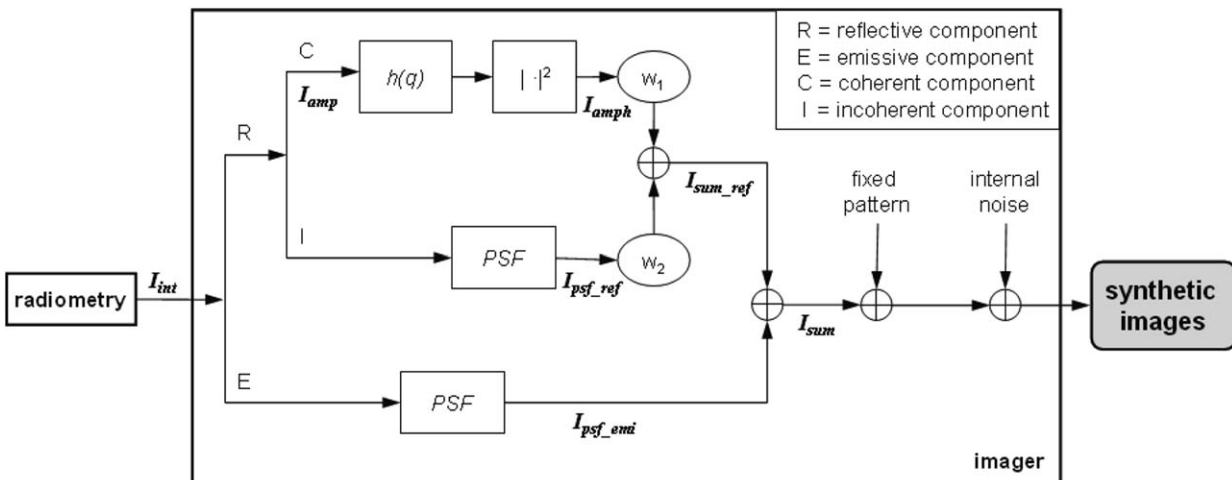 R = reflective component
E = emissive component
C = coherent component
I = incoherent component
C
I_amp
h(q)
| ·|²
I_amph
w₁
R
I_sum_ref
fixed
pattern
internal
noise
I
PSF
I_psf_ref
w₂
radiometry
I_int
I_sum
synthetic
images
E
PSF
I_psf_emi
imager